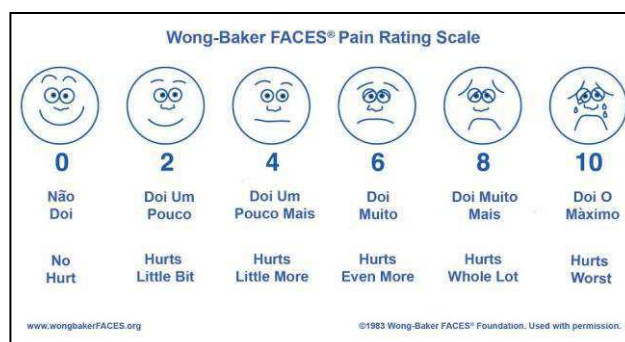 Wong-Baker FACES® Pain Rating Scale
0 2 4 6 8 10
Não Doi Um Doi Um Doi Doi Muito Doi O
Doi Pouco Pouco Mais Muito Mais Màximo
No Hurts Hurts Hurts Hurts Hurts
Hurt Little Bit Little More Even More Whole Lot Worst
www.wongbakerFACES.org ©1983 Wong-Baker FACES® Foundation. Used with permission.